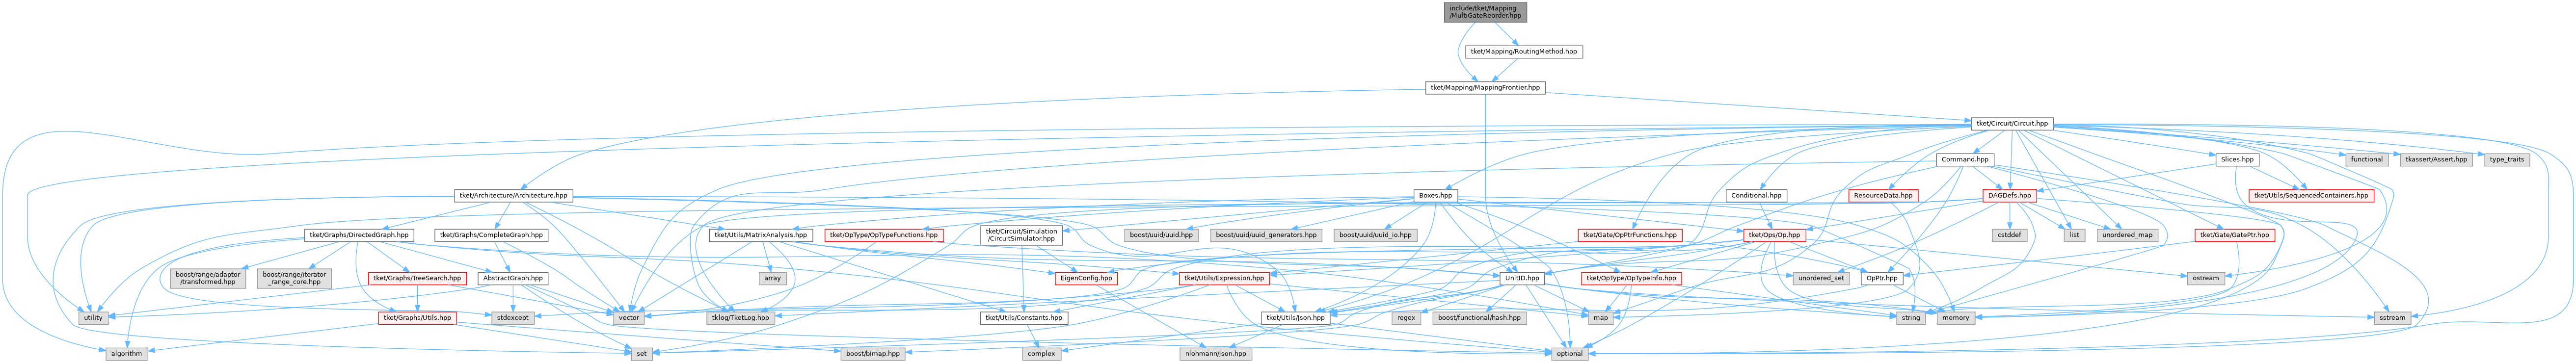 include/tket/Mapping
/MultiGateReorder.hpp
tket/Mapping/RoutingMethod.hpp
tket/Mapping/MappingFrontier.hpp
tket/Circuit/Circuit.hpp
Command.hpp
Slices.hpp
functional
tkassert/Assert.hpp
type_traits
tket/Architecture/Architecture.hpp
Boxes.hpp
Conditional.hpp
ResourceData.hpp
DAGDefs.hpp
tket/Utils/SequencedContainers.hpp
tket/Graphs/DirectedGraph.hpp
tket/Graphs/CompleteGraph.hpp
tket/Utils/MatrixAnalysis.hpp
tket/OpType/OpTypeFunctions.hpp
tket/Circuit/Simulation
/CircuitSimulator.hpp
boost/uuid/uuid.hpp
boost/uuid/uuid_generators.hpp
boost/uuid/uuid_io.hpp
tket/Gate/OpPtrFunctions.hpp
tket/Ops/Op.hpp
cstddef
list
unordered_map
tket/Gate/GatePtr.hpp
boost/range/adaptor
/transformed.hpp
boost/range/iterator
_range_core.hpp
tket/Graphs/TreeSearch.hpp
AbstractGraph.hpp
array
EigenConfig.hpp
tket/Utils/Expression.hpp
UnitID.hpp
tket/OpType/OpTypeInfo.hpp
unordered_set
OpPtr.hpp
ostream
utility
tket/Graphs/Utils.hpp
stdexcept
vector
tklog/TketLog.hpp
tket/Utils/Constants.hpp
tket/Utils/Json.hpp
regex
boost/functional/hash.hpp
map
string
memory
sstream
algorithm
set
boost/bimap.hpp
complex
nlohmann/json.hpp
optional